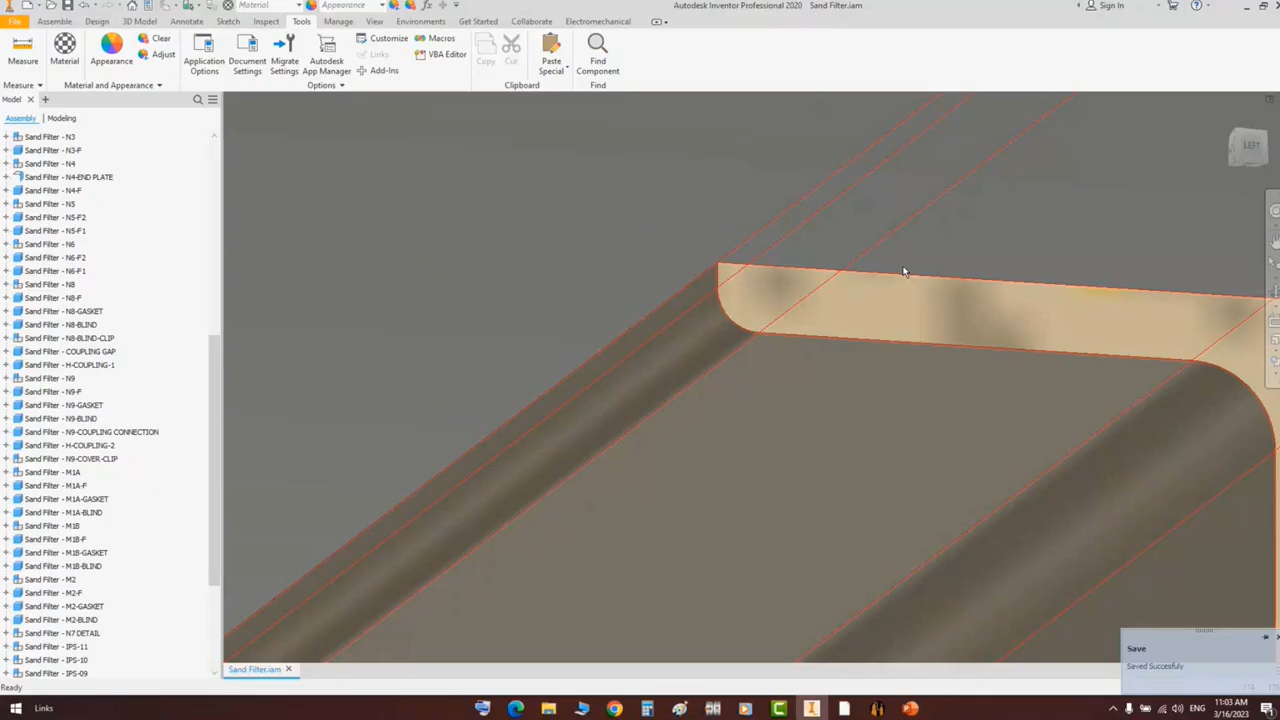 Material
Appearance
Autodesk Inventor Professional 2020 Sand Filter.iam
Sign In
File Assemble Design 3D Model Annotate Sketch Inspect Tools Manage View Environments Get Started Collaborate Electromechanical
Measure
Material
Appearance
Clear
Adjust
Application Options
Document Settings
Migrate Settings
Autodesk App Manager
Customize
Links
Add-Ins
Macros
VBA Editor
Copy
Cut
Paste Special
Find Component
Measure
Material and Appearance
Options
Clipboard
Find
Model
Assembly
Modeling
Sand Filter - N3
Sand Filter - N3-F
Sand Filter - N4
Sand Filter - N4-END PLATE
Sand Filter - N4-F
Sand Filter - N5
Sand Filter - N5-F2
Sand Filter - N5-F1
Sand Filter - N6
Sand Filter - N6-F2
Sand Filter - N6-F1
Sand Filter - N8
Sand Filter - N8-F
Sand Filter - N8-GASKET
Sand Filter - N8-BLIND
Sand Filter - N8-BLIND-CLIP
Sand Filter - COUPLING GAP
Sand Filter - H-COUPLING-1
Sand Filter - N9
Sand Filter - N9-F
Sand Filter - N9-GASKET
Sand Filter - N9-BLIND
Sand Filter - N9-COUPLING CONNECTION
Sand Filter - H-COUPLING-2
Sand Filter - N9-COVER-CLIP
Sand Filter - M1A
Sand Filter - M1A-F
Sand Filter - M1A-GASKET
Sand Filter - M1A-BLIND
Sand Filter - M1B
Sand Filter - M1B-F
Sand Filter - M1B-GASKET
Sand Filter - M1B-BLIND
Sand Filter - M2
Sand Filter - M2-F
Sand Filter - M2-GASKET
Sand Filter - M2-BLIND
Sand Filter - N7 DETAIL
Sand Filter - IPS-11
Sand Filter - IPS-10
Sand Filter - IPS-09
LEFT
Save
Saved Succesfuly
Sand Filter.iam
Ready
Links
11:03 AM
3/16/2023